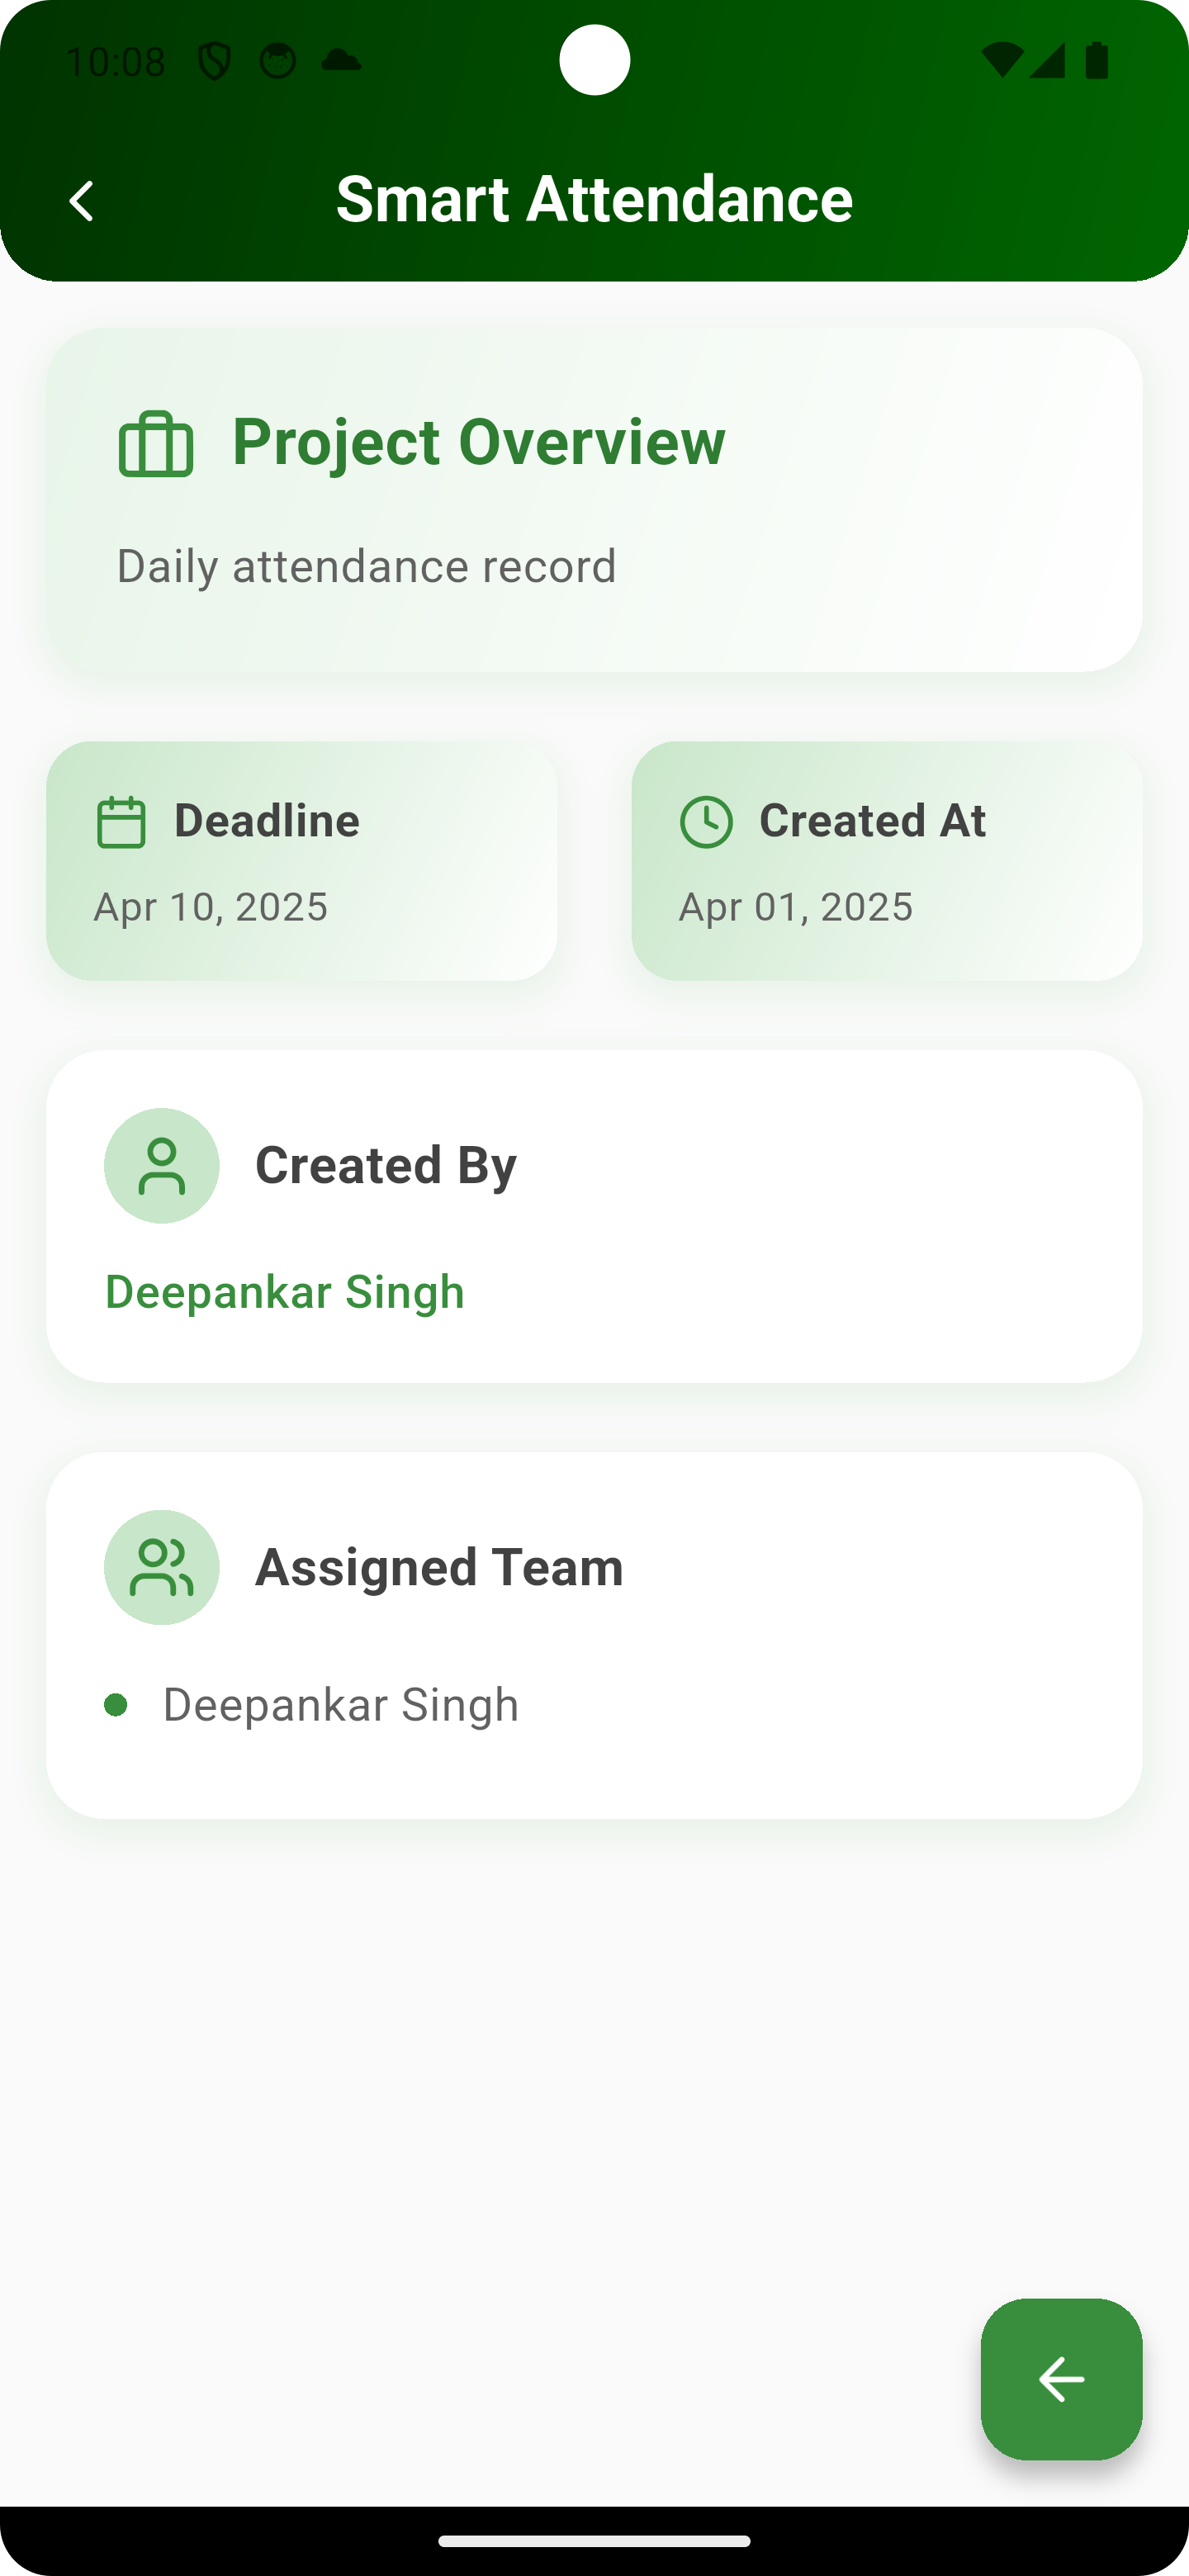 10:08
Smart Attendance
Project Overview
Daily attendance record
Deadline
Apr 10, 2025
Created At
Apr 01, 2025
Created By
Deepankar Singh
Assigned Team
Deepankar Singh